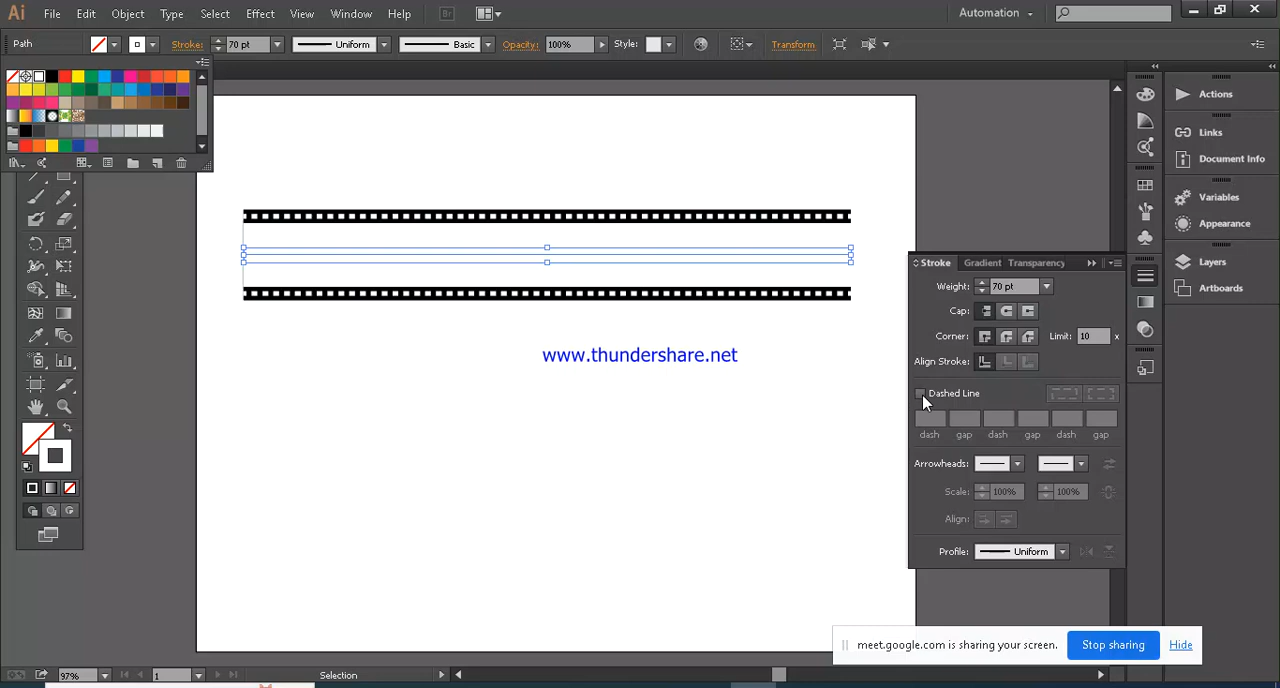 Ai File Edit Object Type Select Effect View Window Help Br Automation
Path Stroke: 70 pt Uniform Basic Opacity: 100% Style: Transform
Actions
Links
Document Info
Variables
Appearance
Layers
Artboards
Stroke Gradient Transparency
Weight: 70 pt
Cap:
Corner: Limit: 10 x
Align Stroke:
Dashed Line
dash gap dash gap dash gap
Arrowheads:
Scale: 100% 100%
Align:
Profile: Uniform
www.thundershare.net
meet.google.com is sharing your screen. Stop sharing Hide
97% 1 Selection